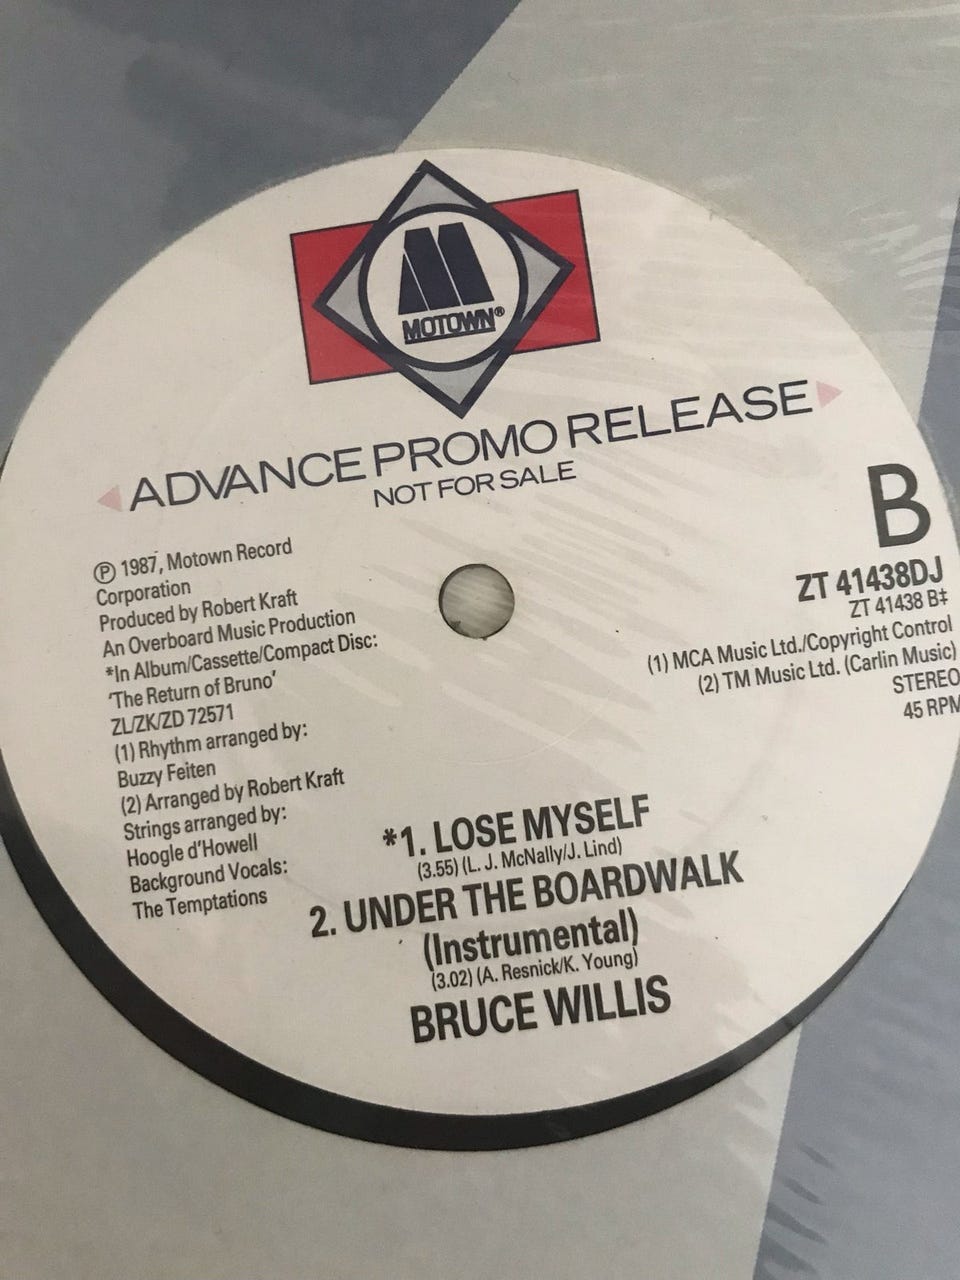 MOTOWN®
ADVANCE PROMO RELEASE
NOT FOR SALE
B
ZT 41438DJ
ZT 41438 B‡
(1) MCA Music Ltd./Copyright Control
(2) TM Music Ltd. (Carlin Music)
STEREO
45 RPM
℗ 1987, Motown Record
Corporation
Produced by Robert Kraft
An Overboard Music Production
*In Album/Cassette/Compact Disc:
'The Return of Bruno'
ZL/ZK/ZD 72571
(1) Rhythm arranged by:
Buzzy Feiten
(2) Arranged by Robert Kraft
Strings arranged by:
Hoogle d'Howell
Background Vocals:
The Temptations
*1. LOSE MYSELF
(3.55) (L. J. McNally/J. Lind)
2. UNDER THE BOARDWALK
(Instrumental)
(3.02) (A. Resnick/K. Young)
BRUCE WILLIS